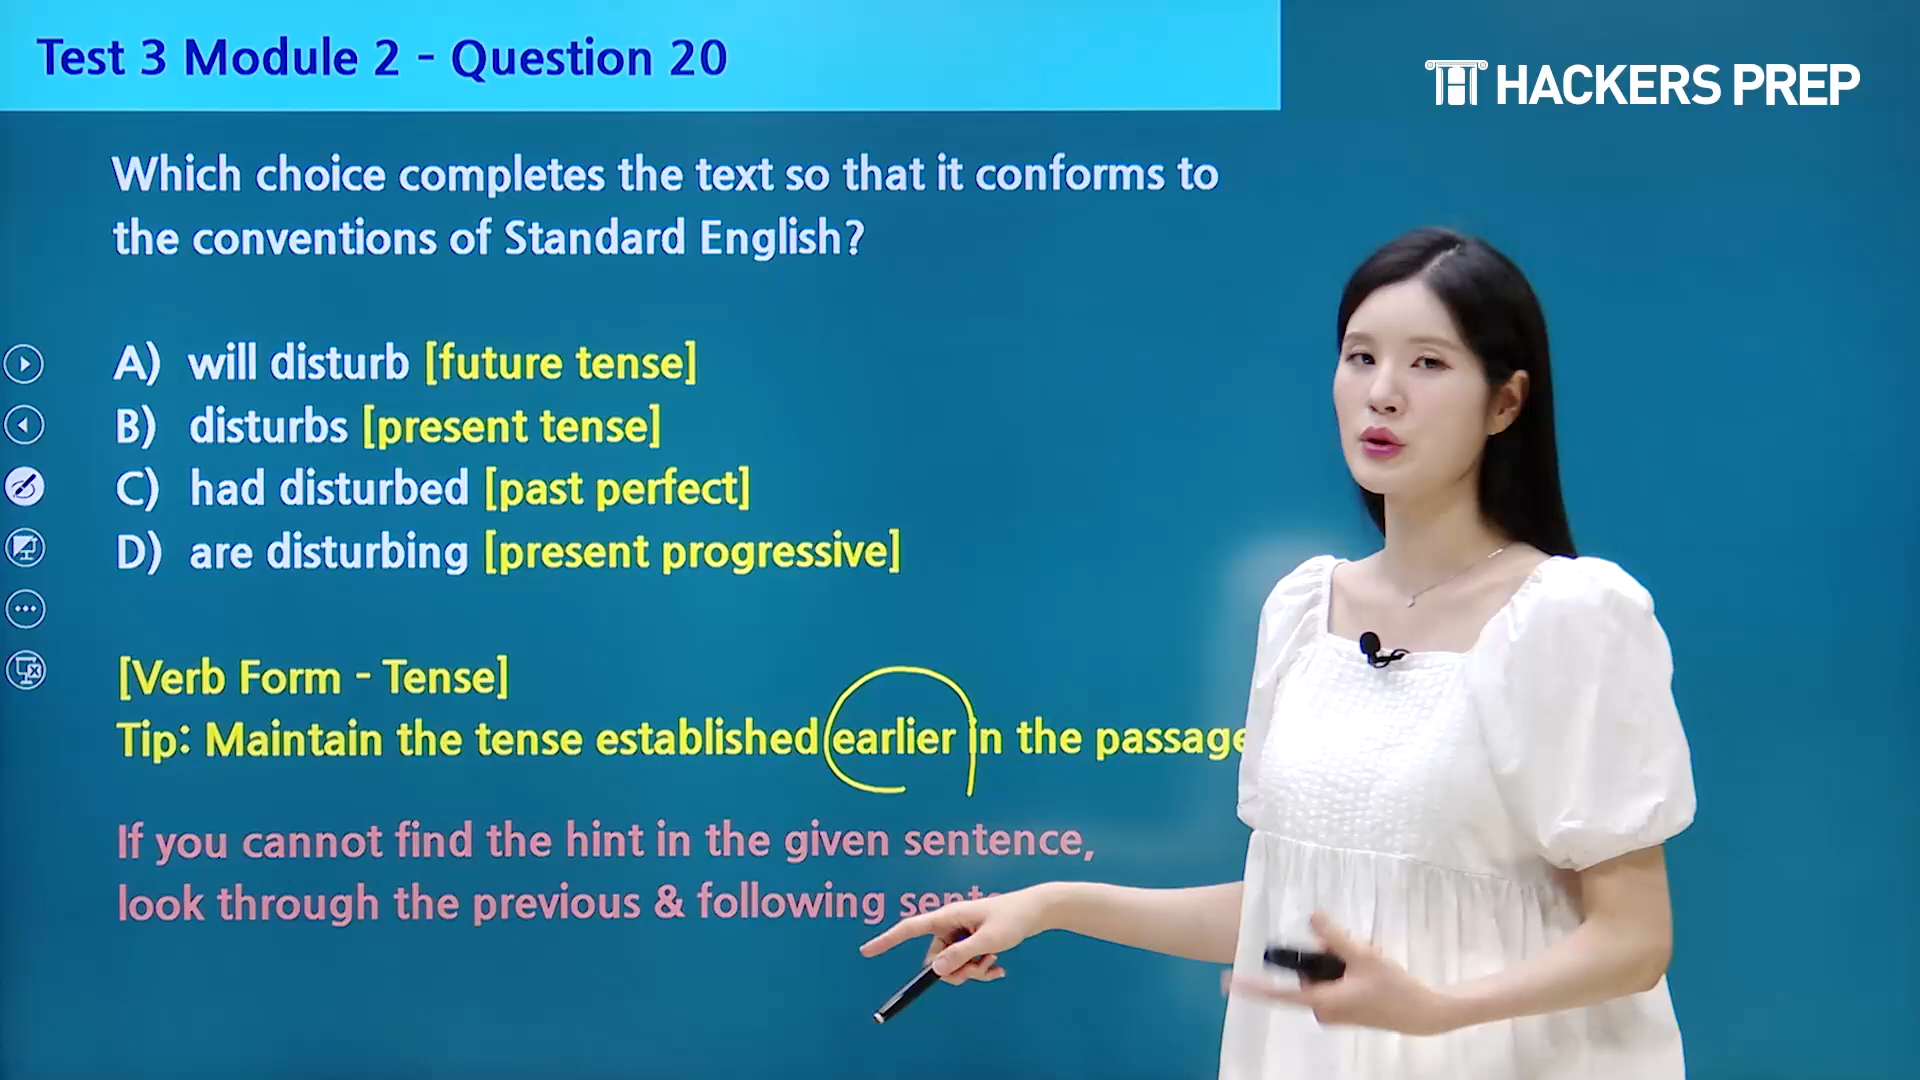 Test 3 Module 2 - Question 20
HACKERS PREP
Which choice completes the text so that it conforms to
the conventions of Standard English?
A) will disturb [future tense]
B) disturbs [present tense]
C) had disturbed [past perfect]
D) are disturbing [present progressive]
[Verb Form - Tense]
Tip: Maintain the tense established earlier in the passage
If you cannot find the hint in the given sentence,
look through the previous & following